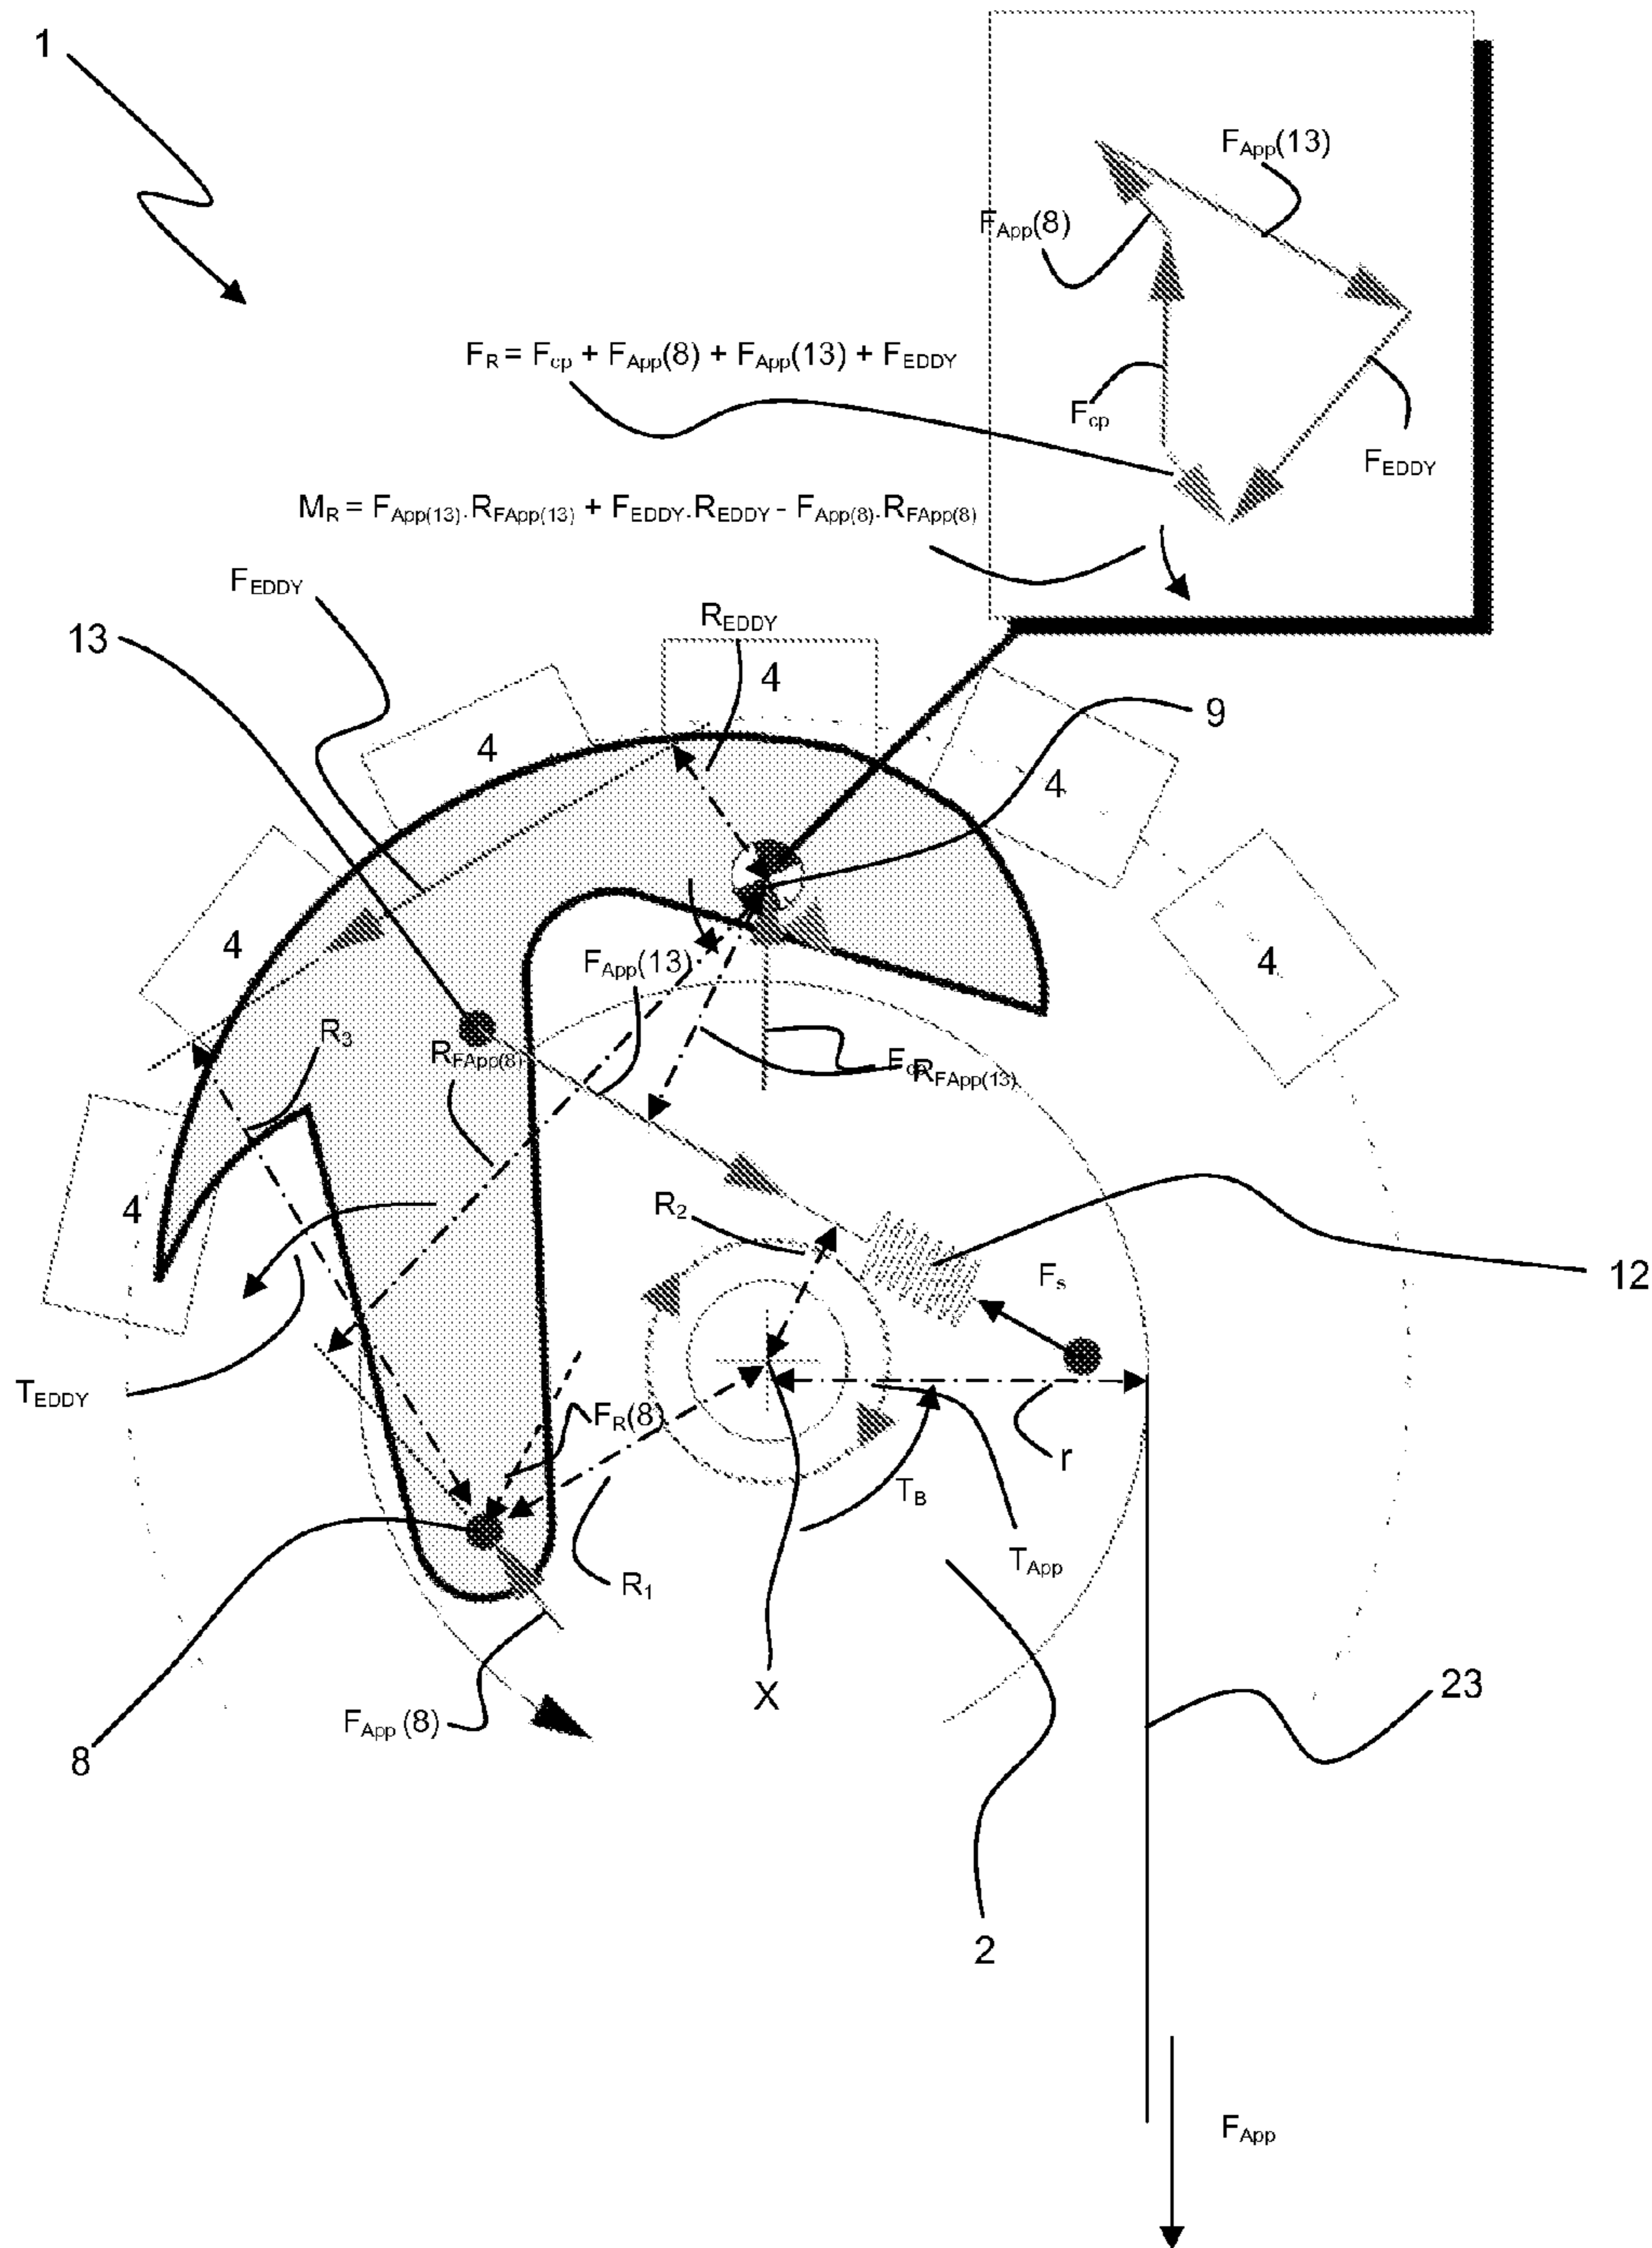 1
F_App(13)
F_App(8)
F_R = F_cp + F_App(8) + F_App(13) + F_EDDY
F_cp
F_EDDY
M_R = F_App(13).R_FApp(13) + F_EDDY.R_EDDY - F_App(8).R_FApp(8)
F_EDDY
R_EDDY
13
4
9
4
4
4
4
F_App(13)
R_3
R_FApp(8)
R_FApp(13)
4
R_2
F_s
12
T_EDDY
F_R(8)
r
T_B
T_App
R_1
X
F_App (8)
23
8
2
F_App